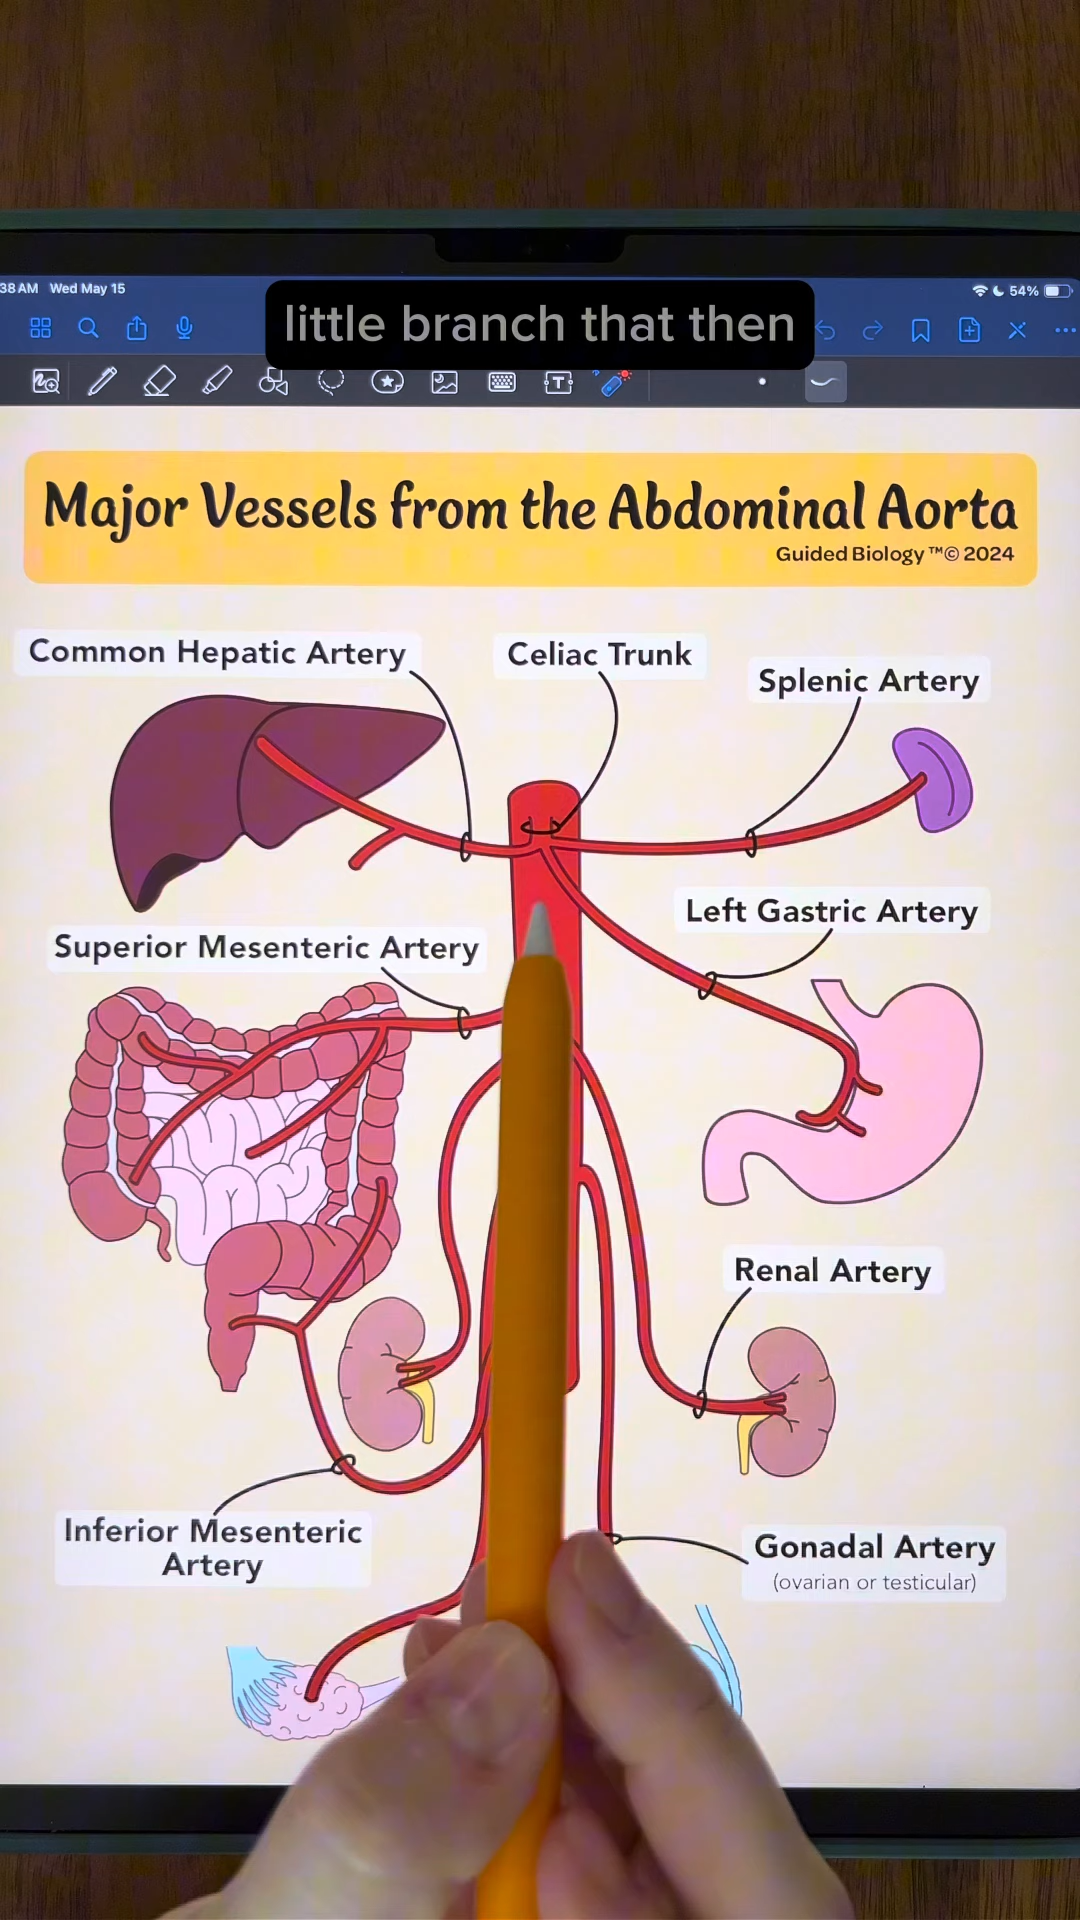 38 AM Wed May 15
54%
little branch that then
Major Vessels from the Abdominal Aorta
Guided Biology ™© 2024
Common Hepatic Artery
Celiac Trunk
Splenic Artery
Left Gastric Artery
Superior Mesenteric Artery
Renal Artery
Inferior Mesenteric
Artery
Gonadal Artery
(ovarian or testicular)